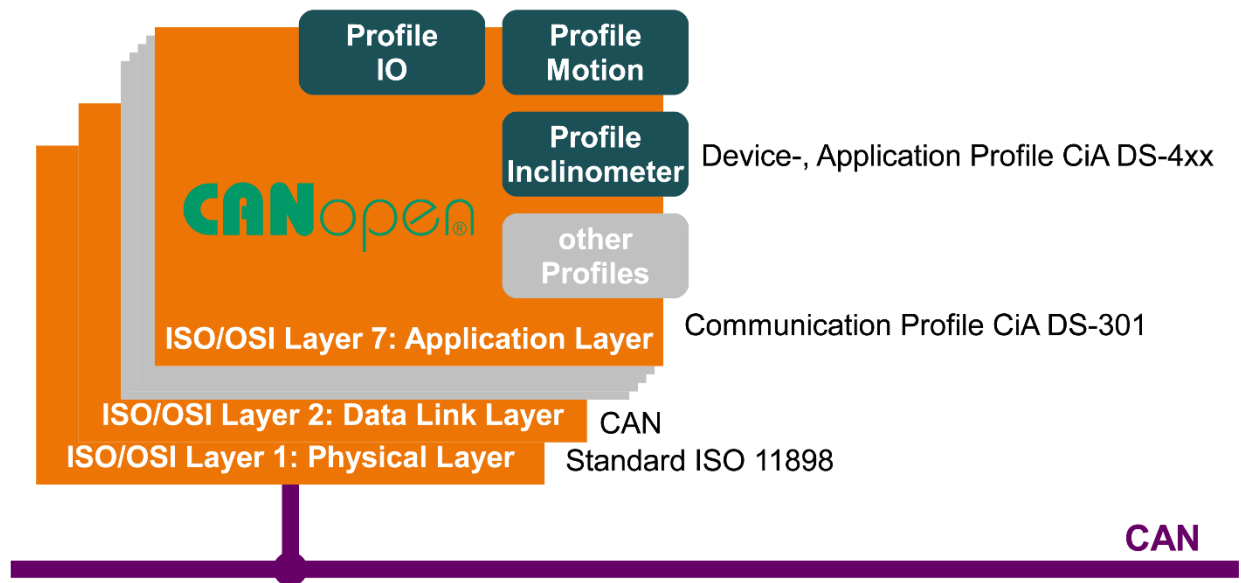 Profile
IO
Profile
Motion
Profile
Inclinometer
Device-, Application Profile CiA DS-4xx
CANopen®
other
Profiles
Communication Profile CiA DS-301
ISO/OSI Layer 7: Application Layer
ISO/OSI Layer 2: Data Link Layer
CAN
ISO/OSI Layer 1: Physical Layer
Standard ISO 11898
CAN